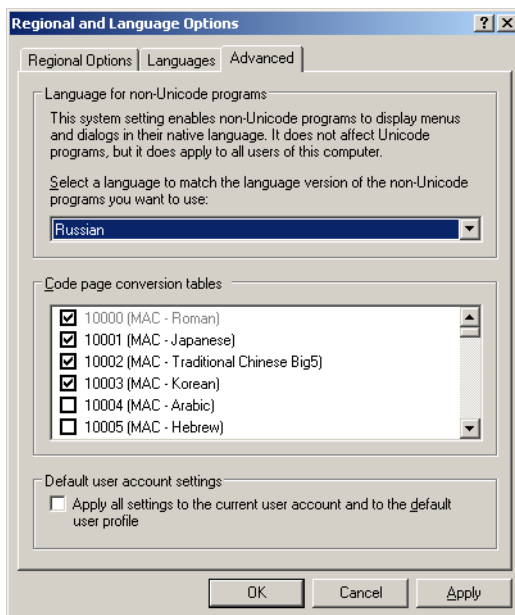 Regional and Language Options
Regional Options Languages Advanced
Language for non-Unicode programs
This system setting enables non-Unicode programs to display menus
and dialogs in their native language. It does not affect Unicode
programs, but it does apply to all users of this computer.
Select a language to match the language version of the non-Unicode
programs you want to use:
Russian
Code page conversion tables
10000 (MAC - Roman)
10001 (MAC - Japanese)
10002 (MAC - Traditional Chinese Big5)
10003 (MAC - Korean)
10004 (MAC - Arabic)
10005 (MAC - Hebrew)
Default user account settings
Apply all settings to the current user account and to the default
user profile
OK Cancel Apply